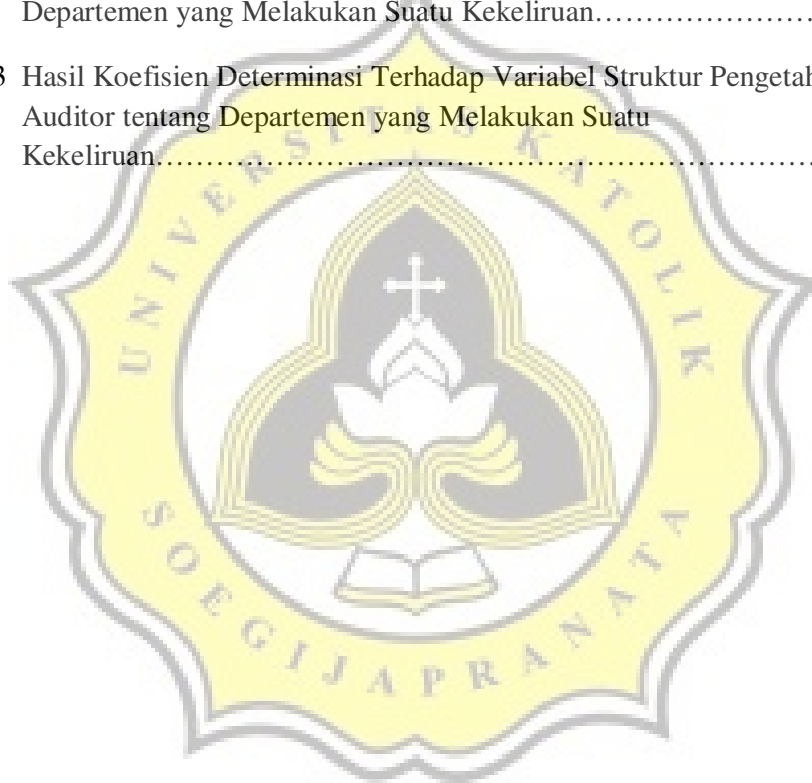 Departemen yang Melakukan Suatu Kekeliruan……………………
3 Hasil Koefisien Determinasi Terhadap Variabel Struktur
Auditor tentang Departemen yang Melakukan Suatu
Kekeliruan………………………………………………………………
UNIVERSITAS KATOLIK
SOEGIJAPRANATA